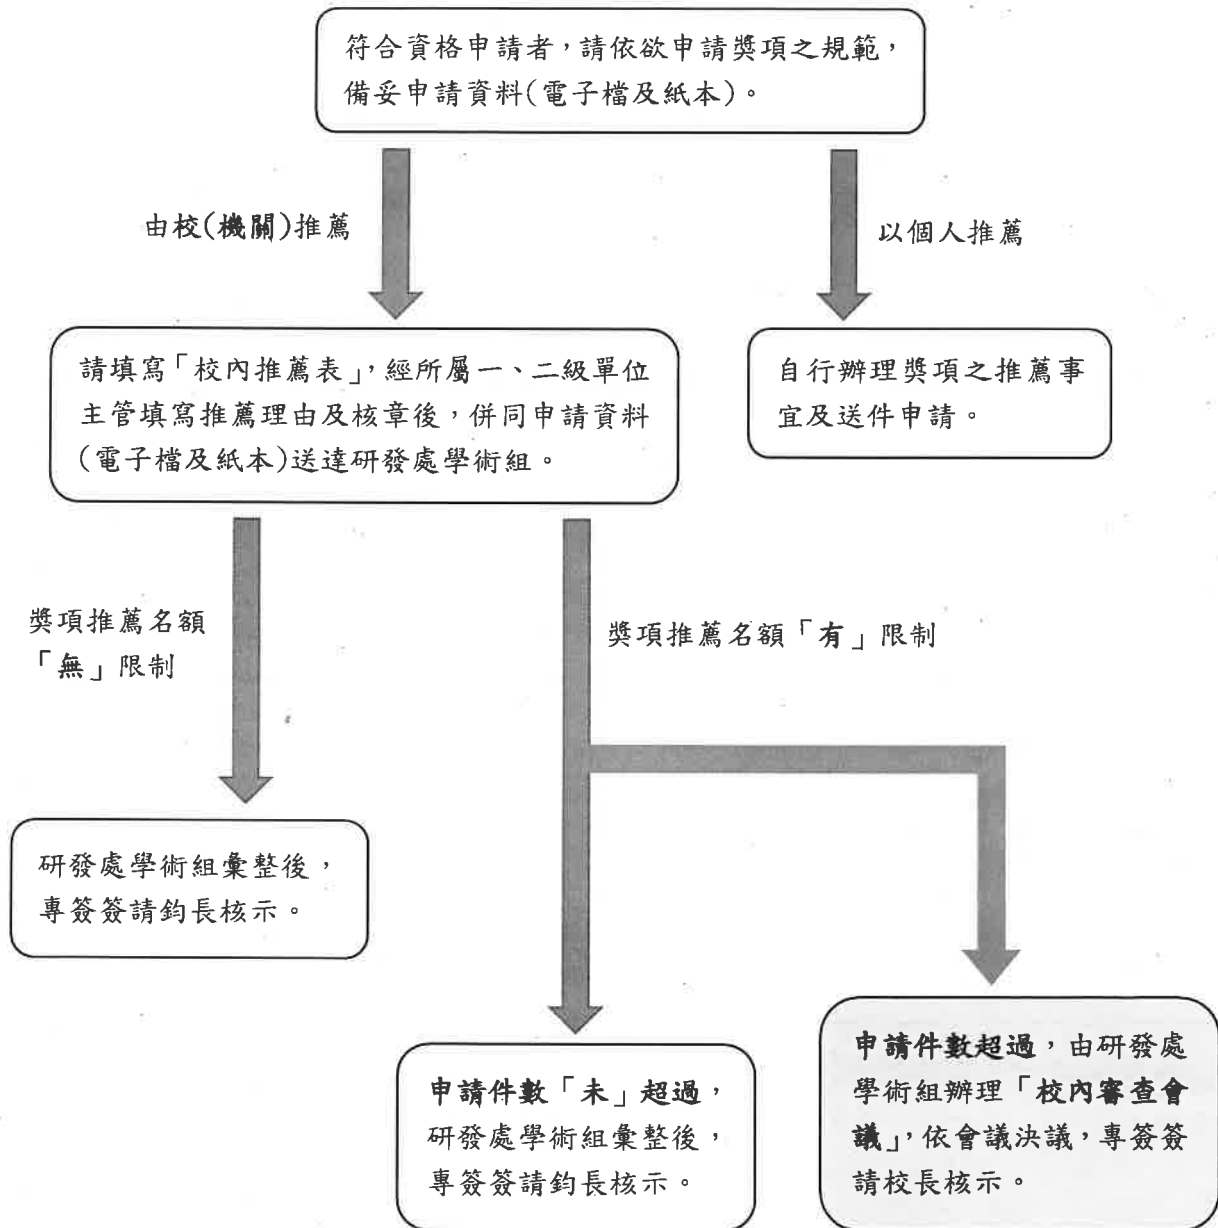 符合資格申請者，請依欲申請獎項之規範，
備妥申請資料(電子檔及紙本)。
由校(機關)推薦
以個人推薦
請填寫「校內推薦表」，經所屬一、二級單位
主管填寫推薦理由及核章後，併同申請資料
(電子檔及紙本)送達研發處學術組。
自行辦理獎項之推薦事
宜及送件申請。
獎項推薦名額
「無」限制
獎項推薦名額「有」限制
研發處學術組彙整後，
專簽簽請鈞長核示。
申請件數「未」超過，
研發處學術組彙整後，
專簽簽請鈞長核示。
申請件數超過，由研發處
學術組辦理「校內審查會
議」，依會議決議，專簽簽
請校長核示。